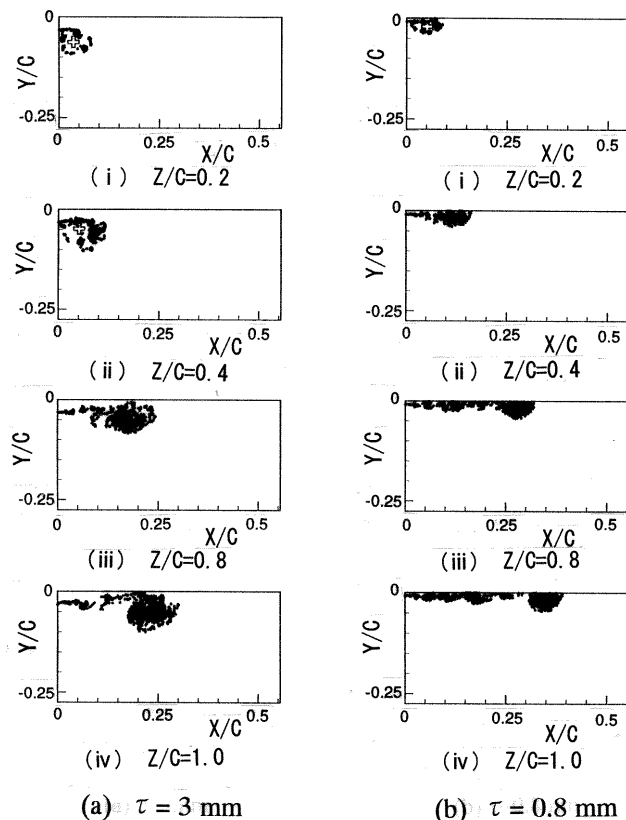 0
Y/C
-0.25
0 0.25 0.5
X/C
(i) Z/C=0.2
0
Y/C
-0.25
0 0.25 0.5
X/C
(ii) Z/C=0.4
0
Y/C
-0.25
0 0.25 0.5
X/C
(iii) Z/C=0.8
0
Y/C
-0.25
0 0.25 0.5
X/C
(iv) Z/C=1.0
(a) τ = 3 mm
0
Y/C
-0.25
0 0.25 0.5
X/C
(i) Z/C=0.2
0
Y/C
-0.25
0 0.25 0.5
X/C
(ii) Z/C=0.4
0
Y/C
-0.25
0 0.25 0.5
X/C
(iii) Z/C=0.8
0
Y/C
-0.25
0 0.25 0.5
X/C
(iv) Z/C=1.0
(b) τ = 0.8 mm